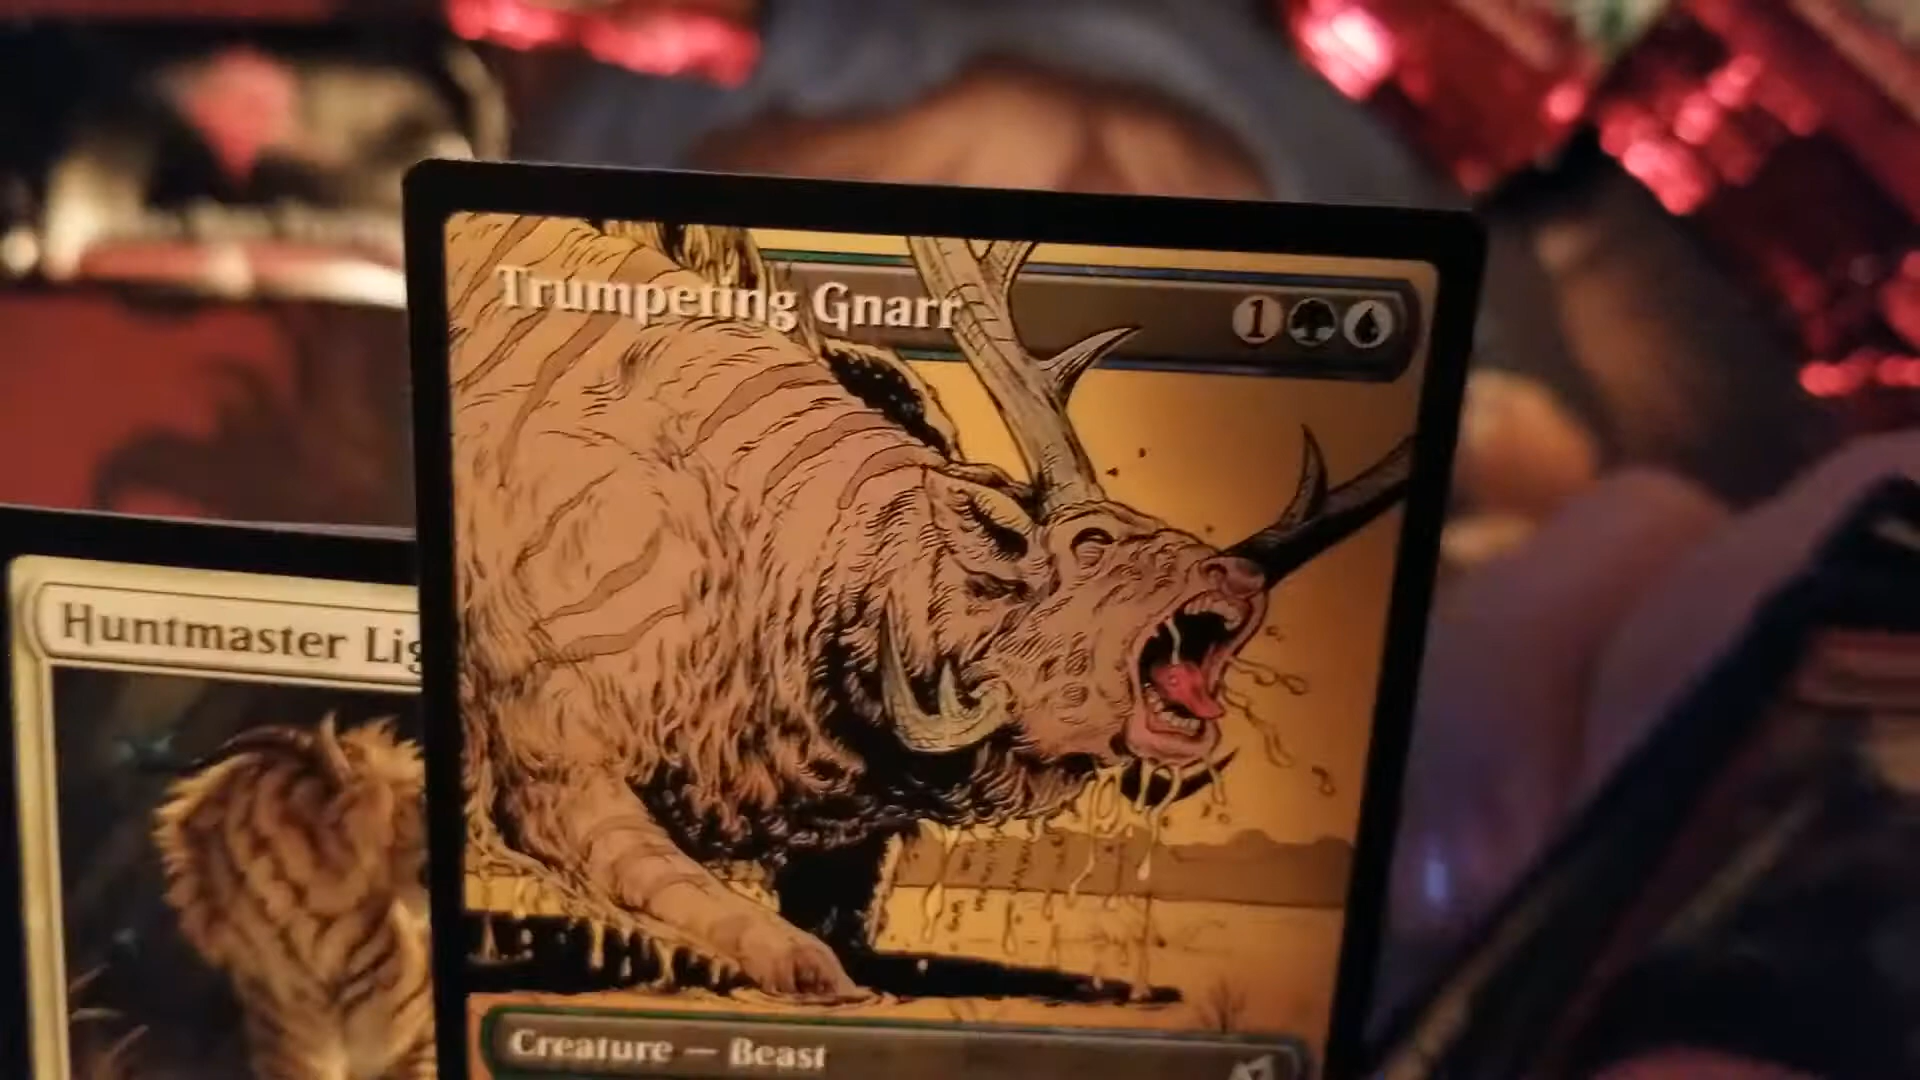 Trumpeting Gnarr 1
Huntmaster Lig
Creature — Beast